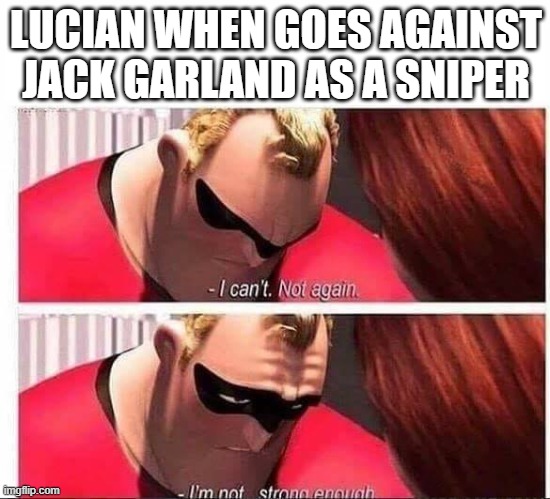 LUCIAN WHEN GOES AGAINST
JACK GARLAND AS A SNIPER
- I can't. Not again.
- I'm not strong enough.
imgflip.com